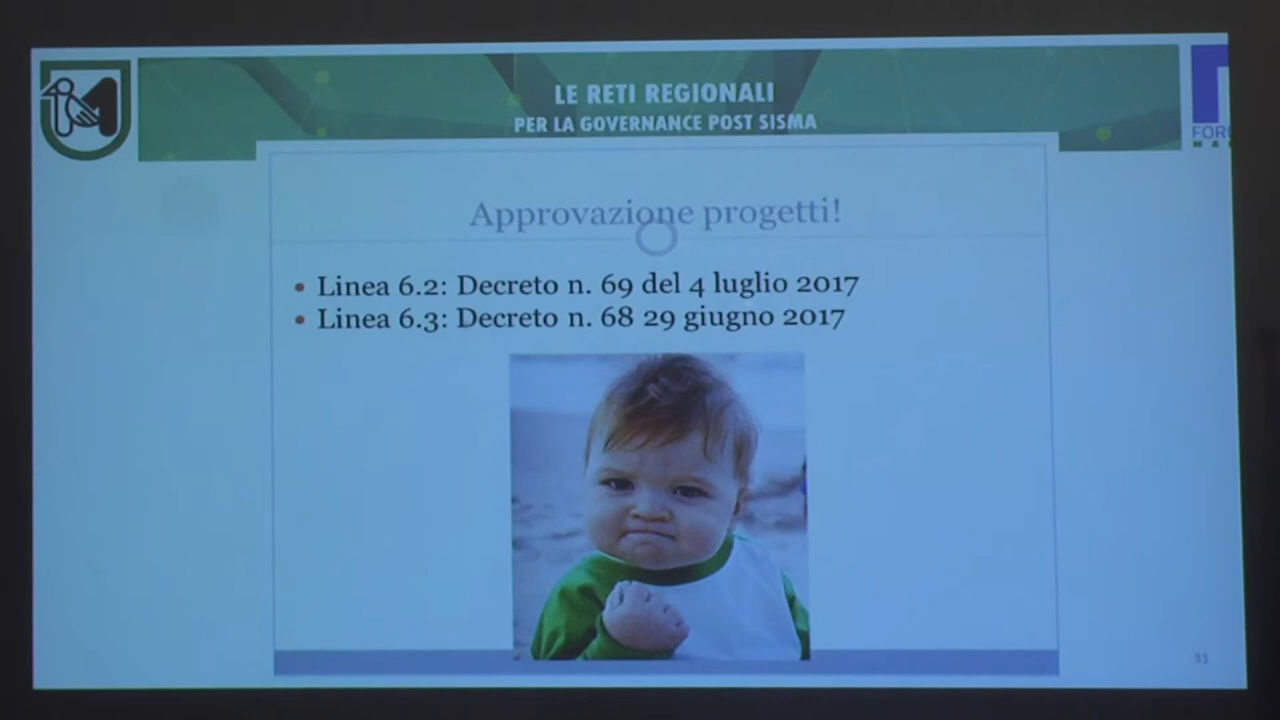 LE RETI REGIONALI
PER LA GOVERNANCE POST SISMA
Approvazione progetti!
• Linea 6.2: Decreto n. 69 del 4 luglio 2017
• Linea 6.3: Decreto n. 68 29 giugno 2017